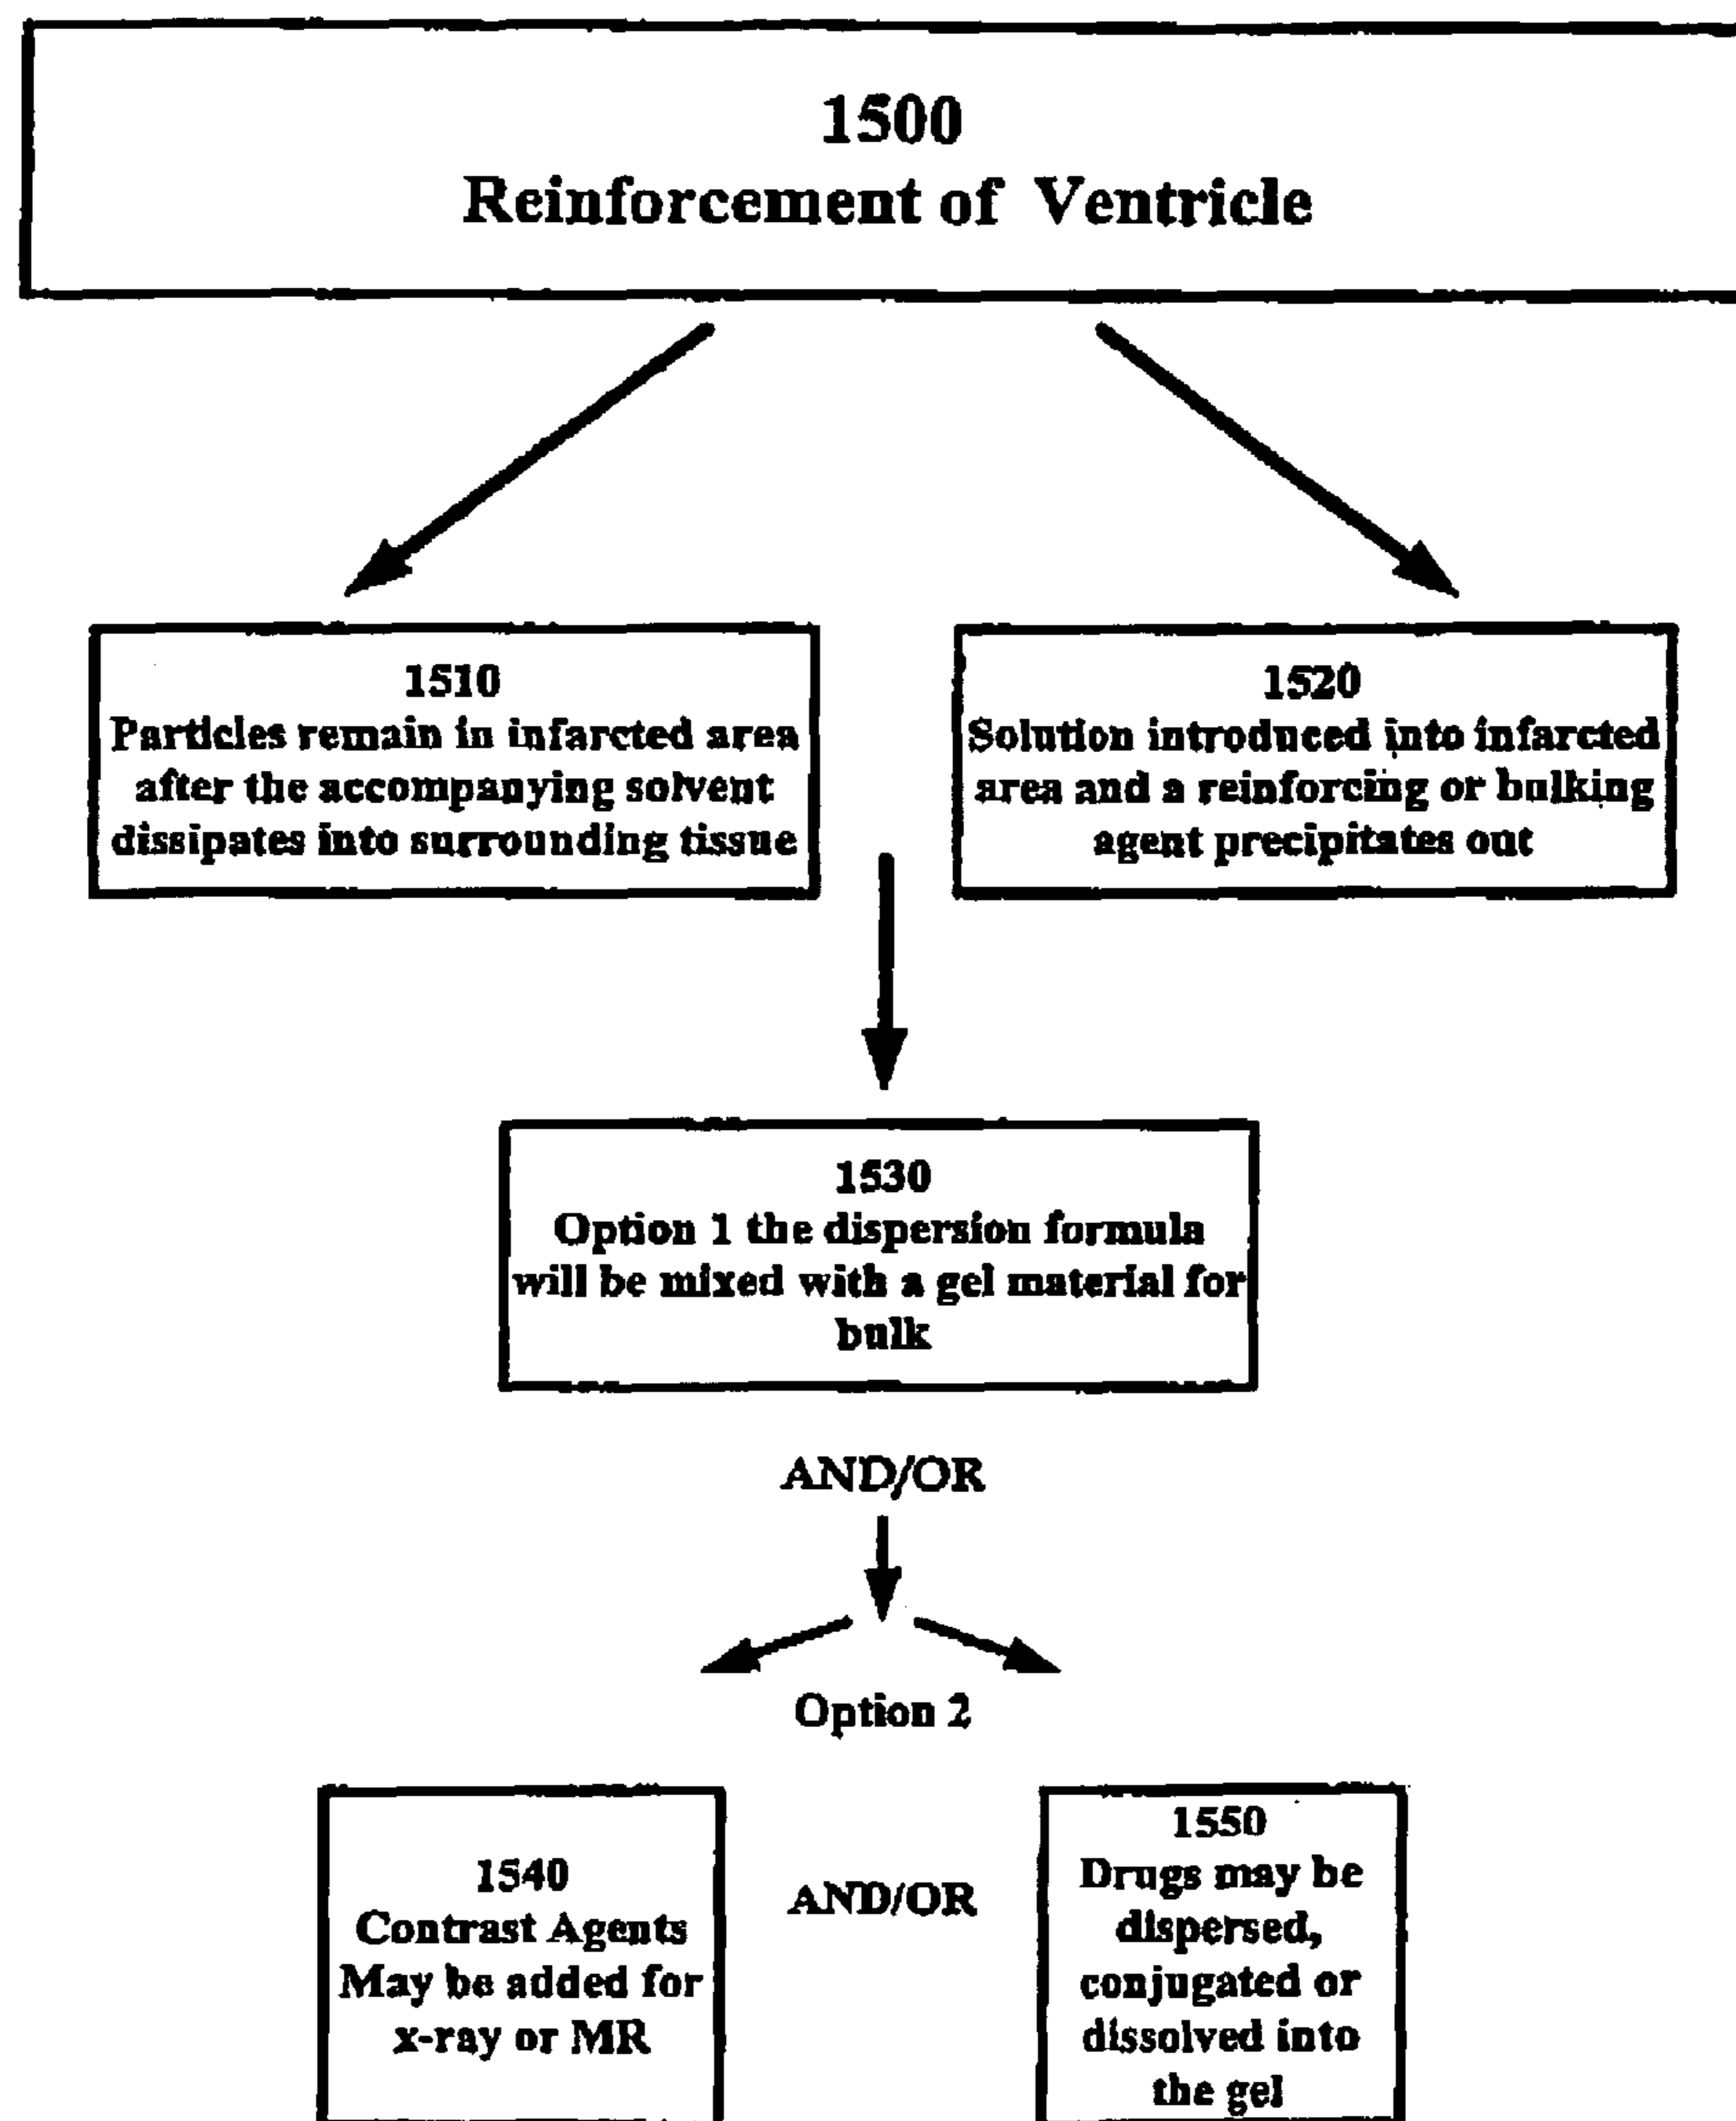 1500
Reinforcement of Ventricle
1510
Particles remain in infarcted area
after the accompanying solvent
dissipates into surrounding tissue
1520
Solution introduced into infarcted
area and a reinforcing or bulking
agent precipitates out
1530
Option 1 the dispersion formula
will be mixed with a gel material for
bulk
AND/OR
Option 2
1540
Contrast Agents
May be added for
x-ray or MR
AND/OR
1550
Drugs may be
dispersed,
conjugated or
dissolved into
the gel